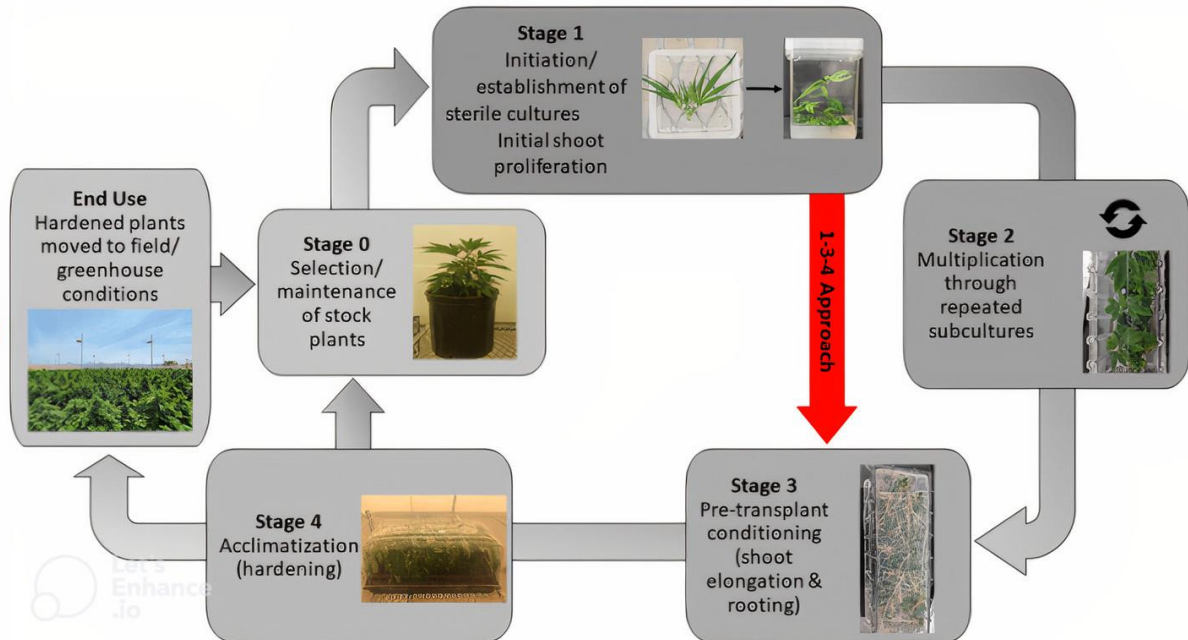 Stage 1
Initiation/
establishment of
sterile cultures
Initial shoot
proliferation
End Use
Hardened plants
moved to field/
greenhouse
conditions
Stage 0
Selection/
maintenance
of stock
plants
1-3-4 Approach
Stage 2
Multiplication
through
repeated
subcultures
Stage 3
Pre-transplant
conditioning
(shoot
elongation &
rooting)
Stage 4
Acclimatization
(hardening)
Let's
Enhance
.io